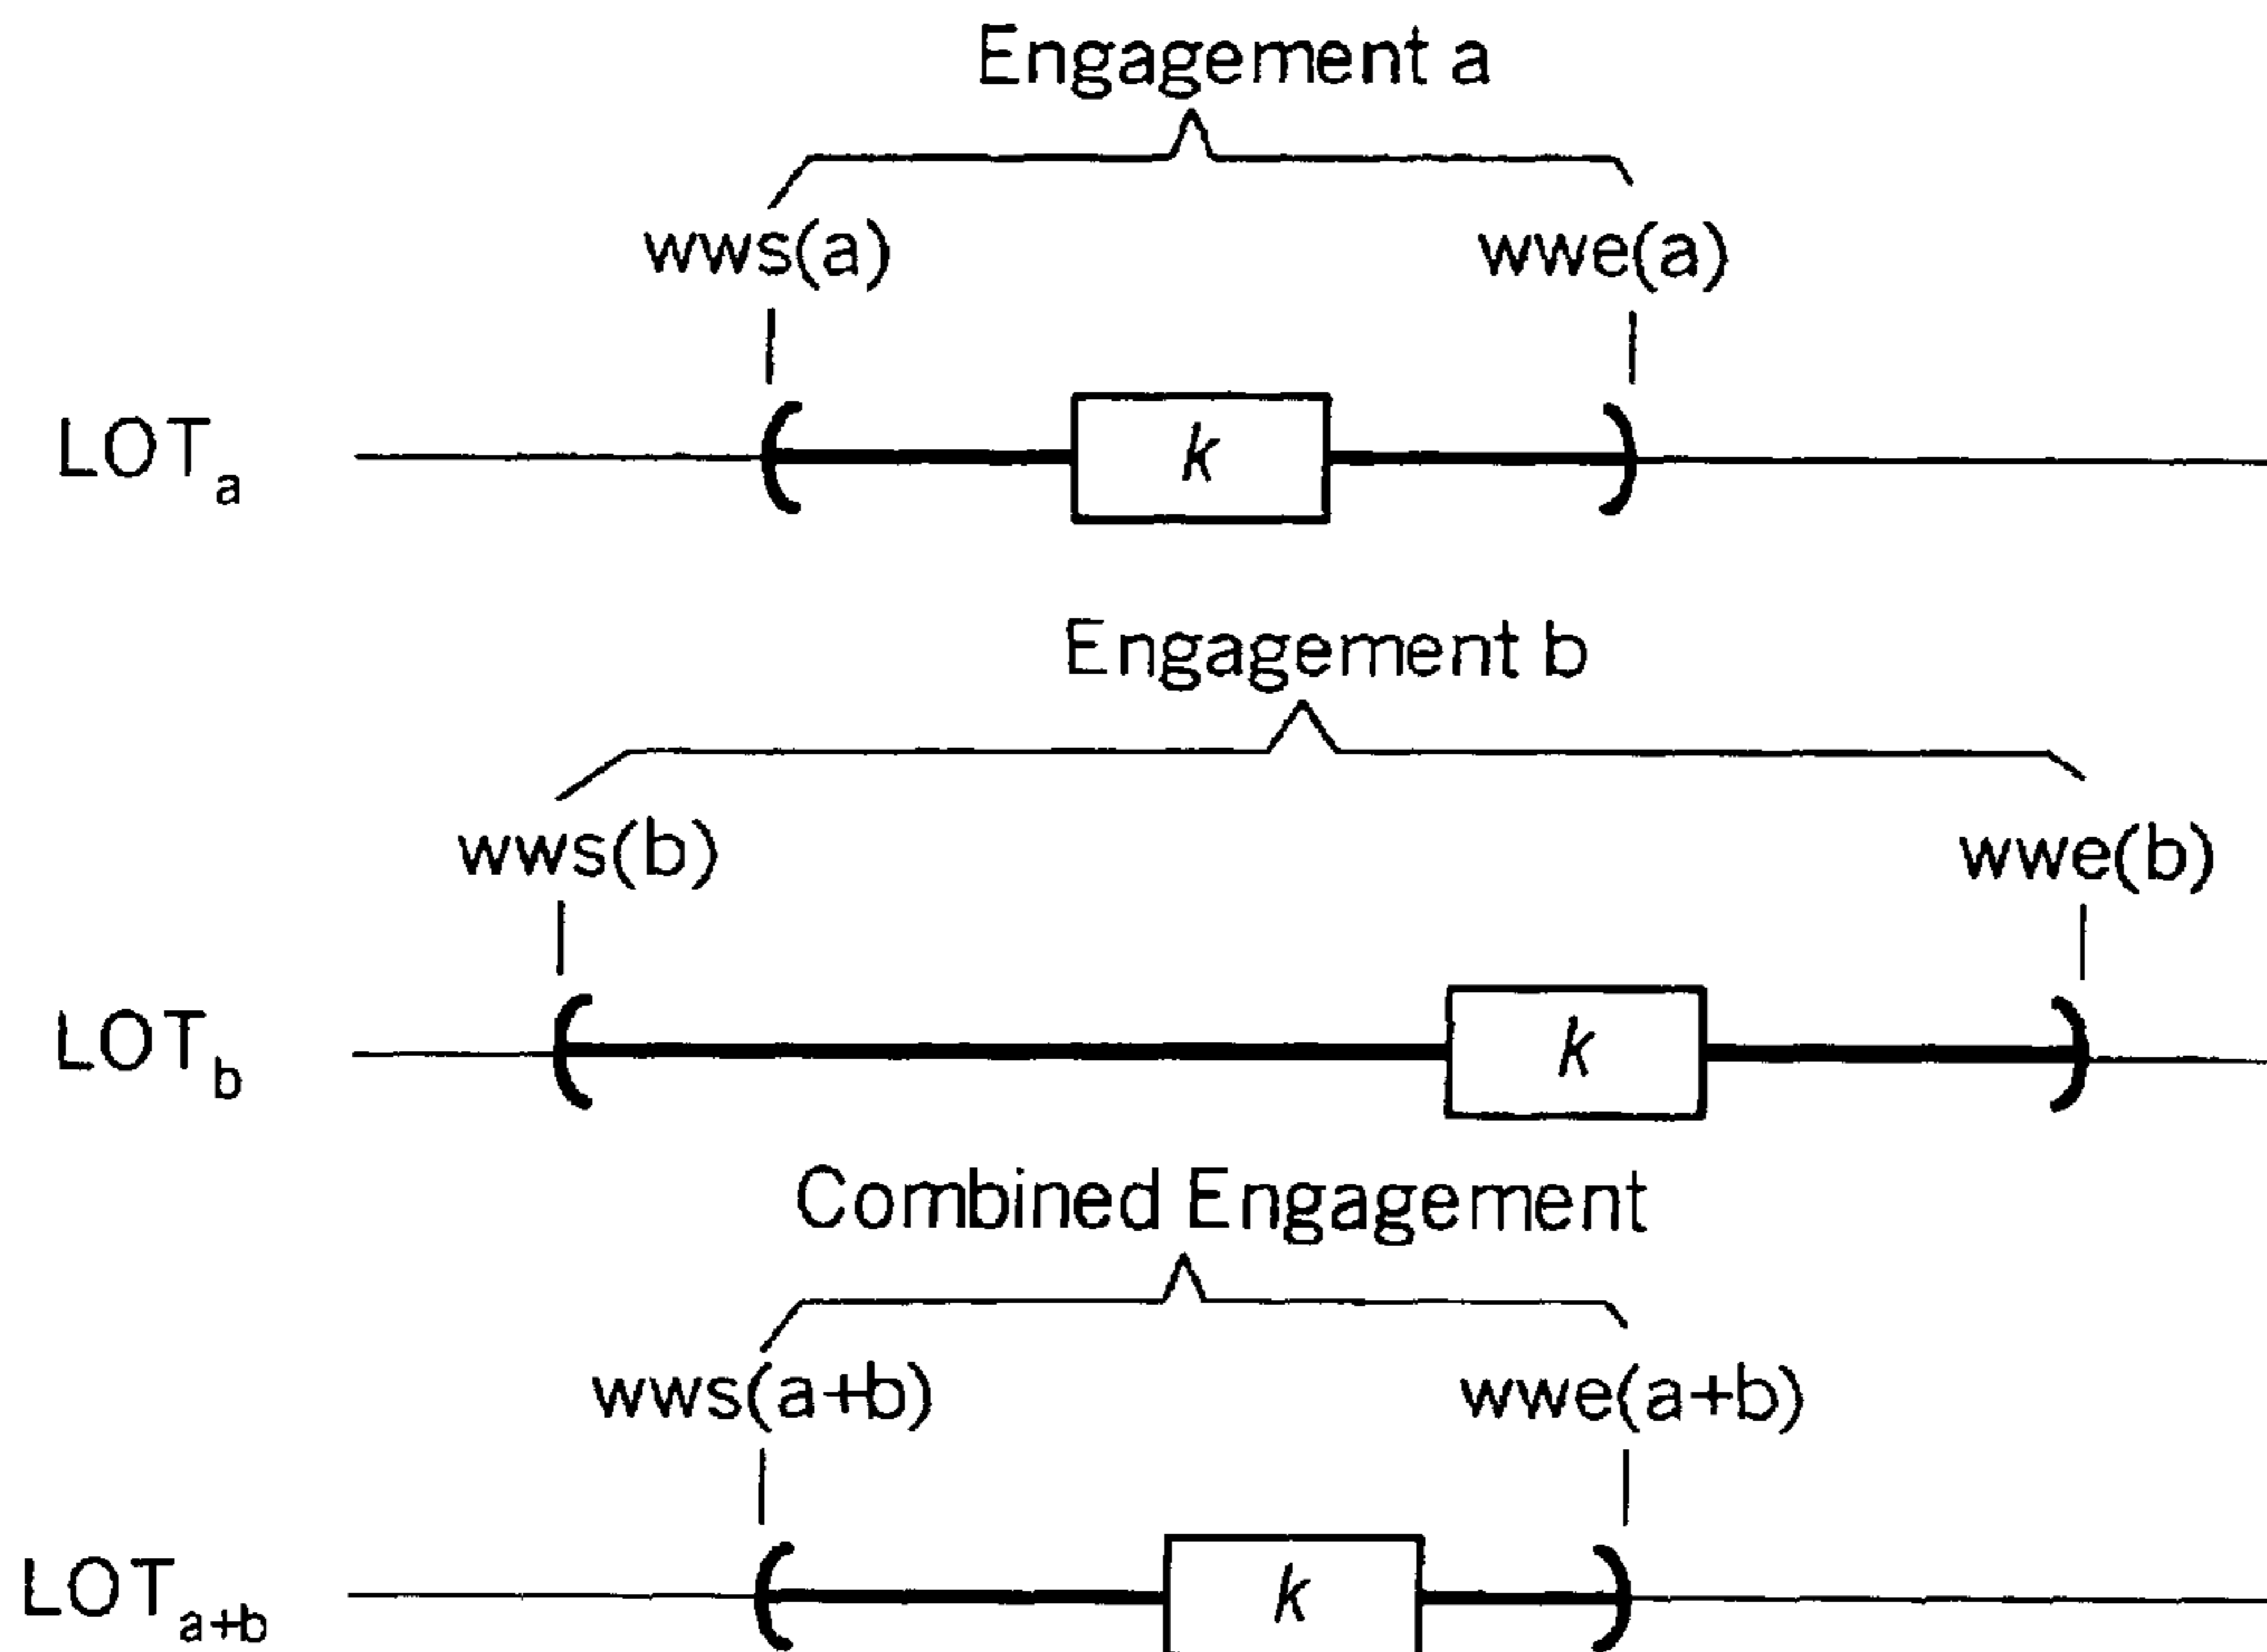 Engagement a
wws(a) wwe(a)
LOTa k
Engagement b
wws(b) wwe(b)
LOTb k
Combined Engagement
wws(a+b) wwe(a+b)
LOTa+b k